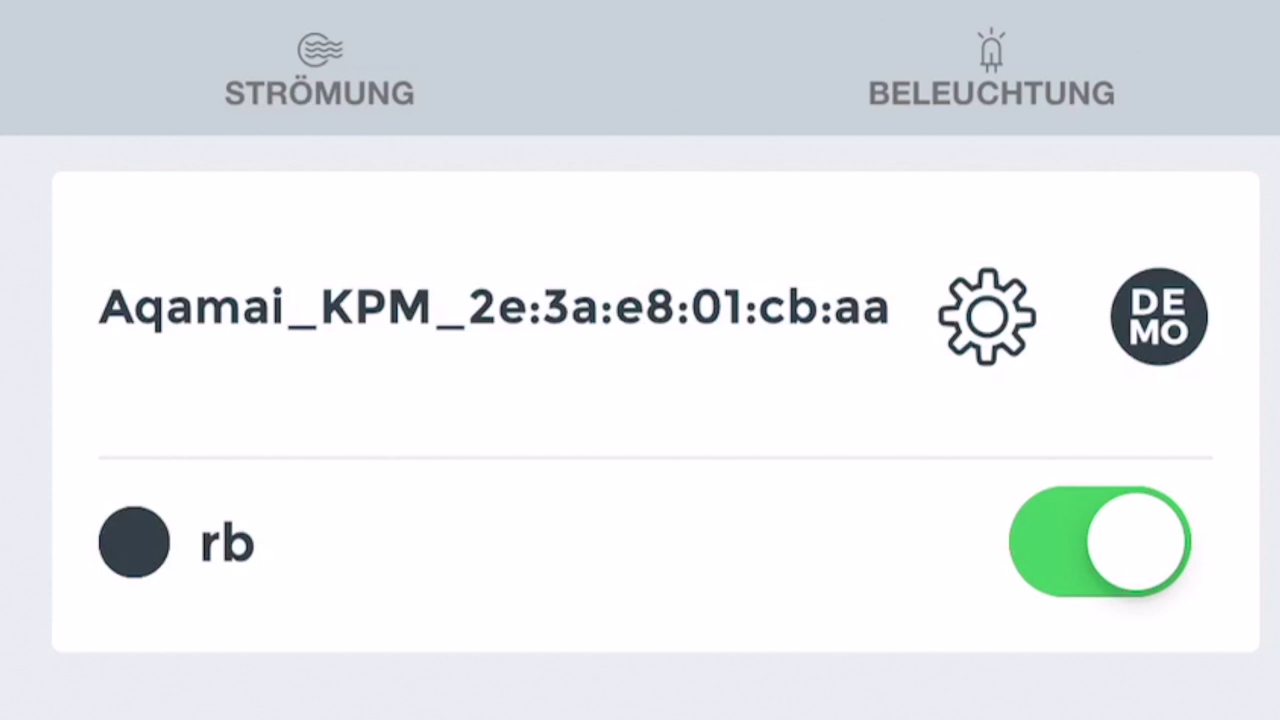 STRÖMUNG
BELEUCHTUNG
Aqamai_KPM_2e:3a:e8:01:cb:aa
DE
MO
rb